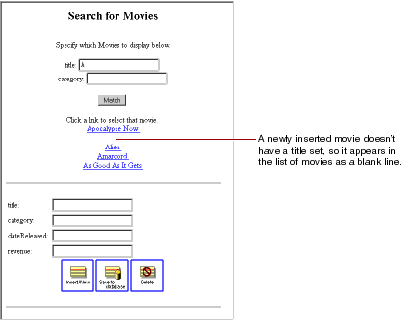 Search for Movies
Specify which Movies to display below.
title: A
category:
Match
Click a link to select that movie.
Apocalypse Now
A newly inserted movie doesn't
have a title set, so it appears in
the list of movies as a blank line.
Alien
Amarcord
As Good As It Gets
title:
category:
dateReleased:
revenue:
Insert/New
Save to
database
Delete